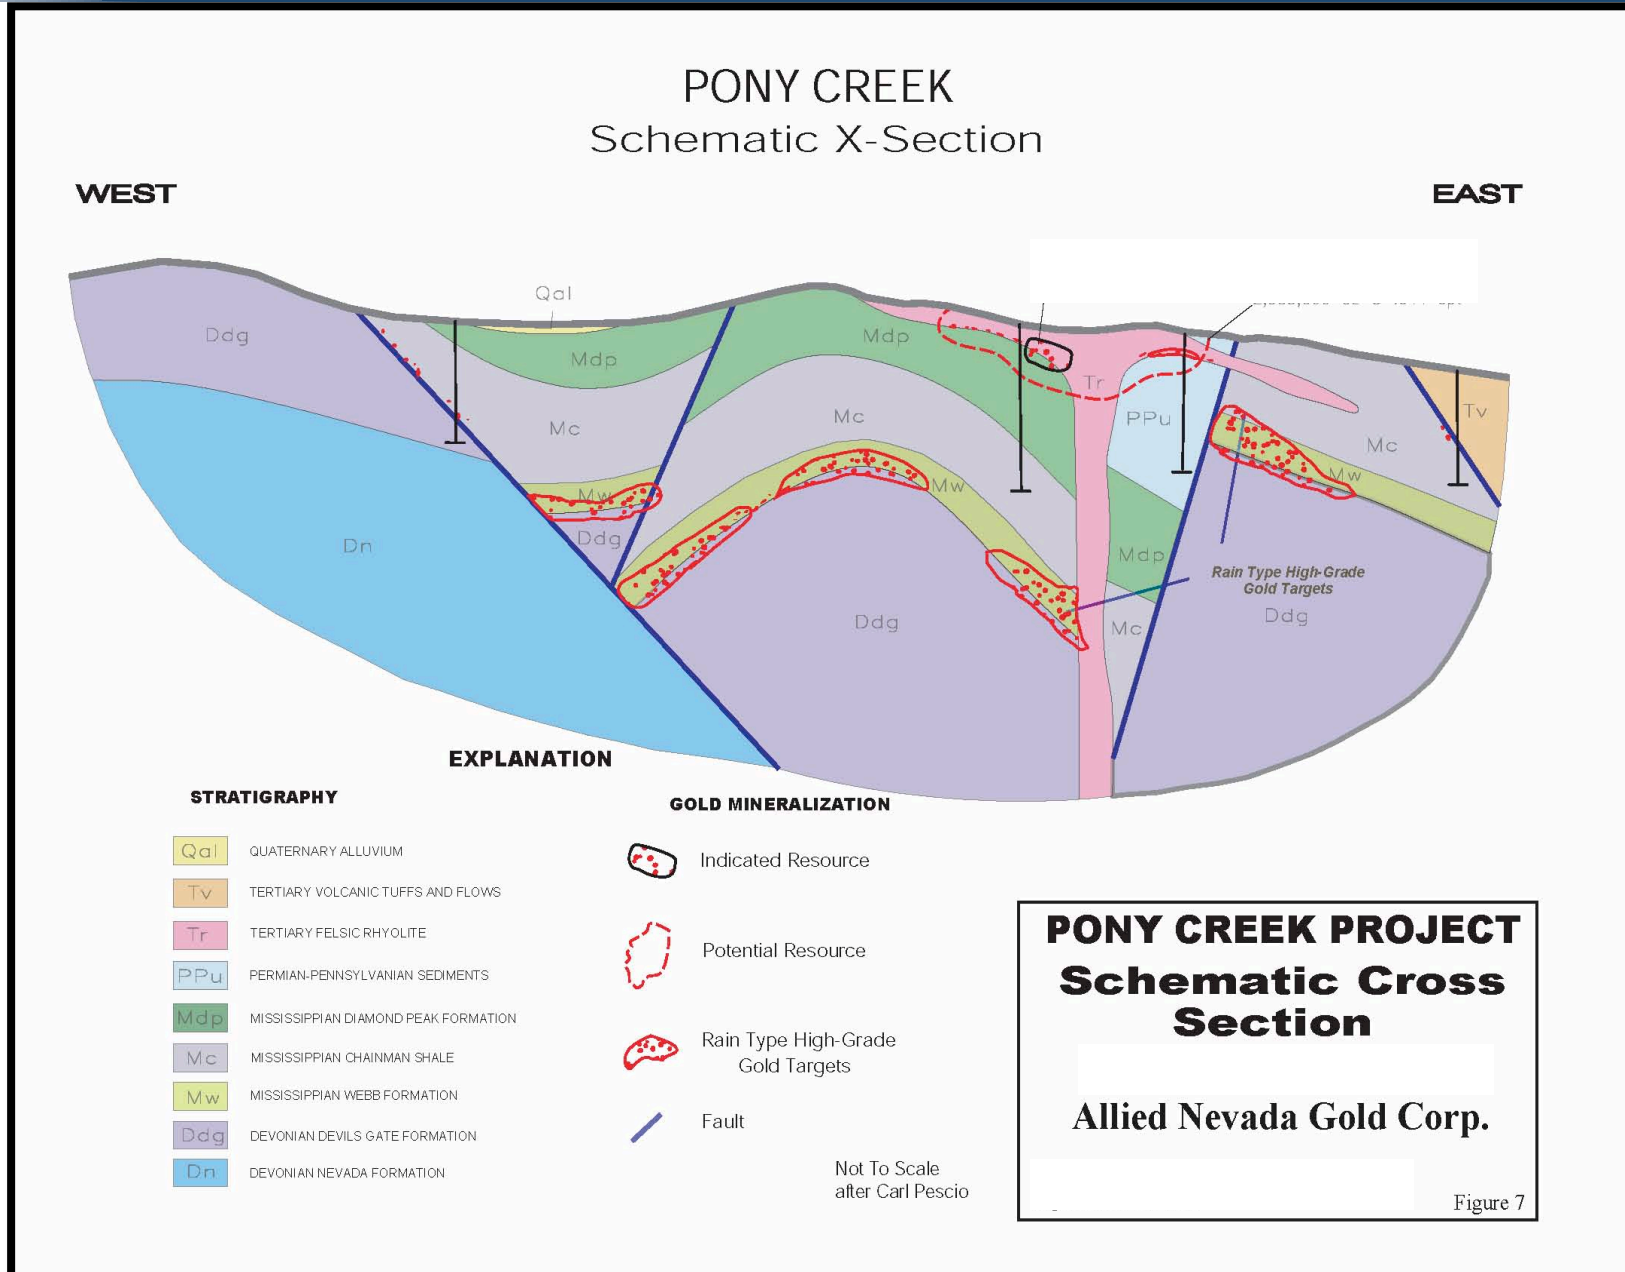 PONY CREEK
Schematic X-Section
WEST
EAST
Qal
Ddg
Mdp
Mdp
Tr
Mc
Mc
PPu
Tv
Mc
Mw
Mw
Mw
Ddg
Dn
Mdp
Rain Type High-Grade
Gold Targets
Ddg
Ddg
Mc
EXPLANATION
STRATIGRAPHY
Qal QUATERNARY ALLUVIUM
Tv TERTIARY VOLCANIC TUFFS AND FLOWS
Tr TERTIARY FELSIC RHYOLITE
PPu PERMIAN-PENNSYLVANIAN SEDIMENTS
Mdp MISSISSIPPIAN DIAMOND PEAK FORMATION
Mc MISSISSIPPIAN CHAINMAN SHALE
Mw MISSISSIPPIAN WEBB FORMATION
Ddg DEVONIAN DEVILS GATE FORMATION
Dn DEVONIAN NEVADA FORMATION
GOLD MINERALIZATION
Indicated Resource
Potential Resource
Rain Type High-Grade
Gold Targets
Fault
Not To Scale
after Carl Pescio
PONY CREEK PROJECT
Schematic Cross
Section
Allied Nevada Gold Corp.
Figure 7